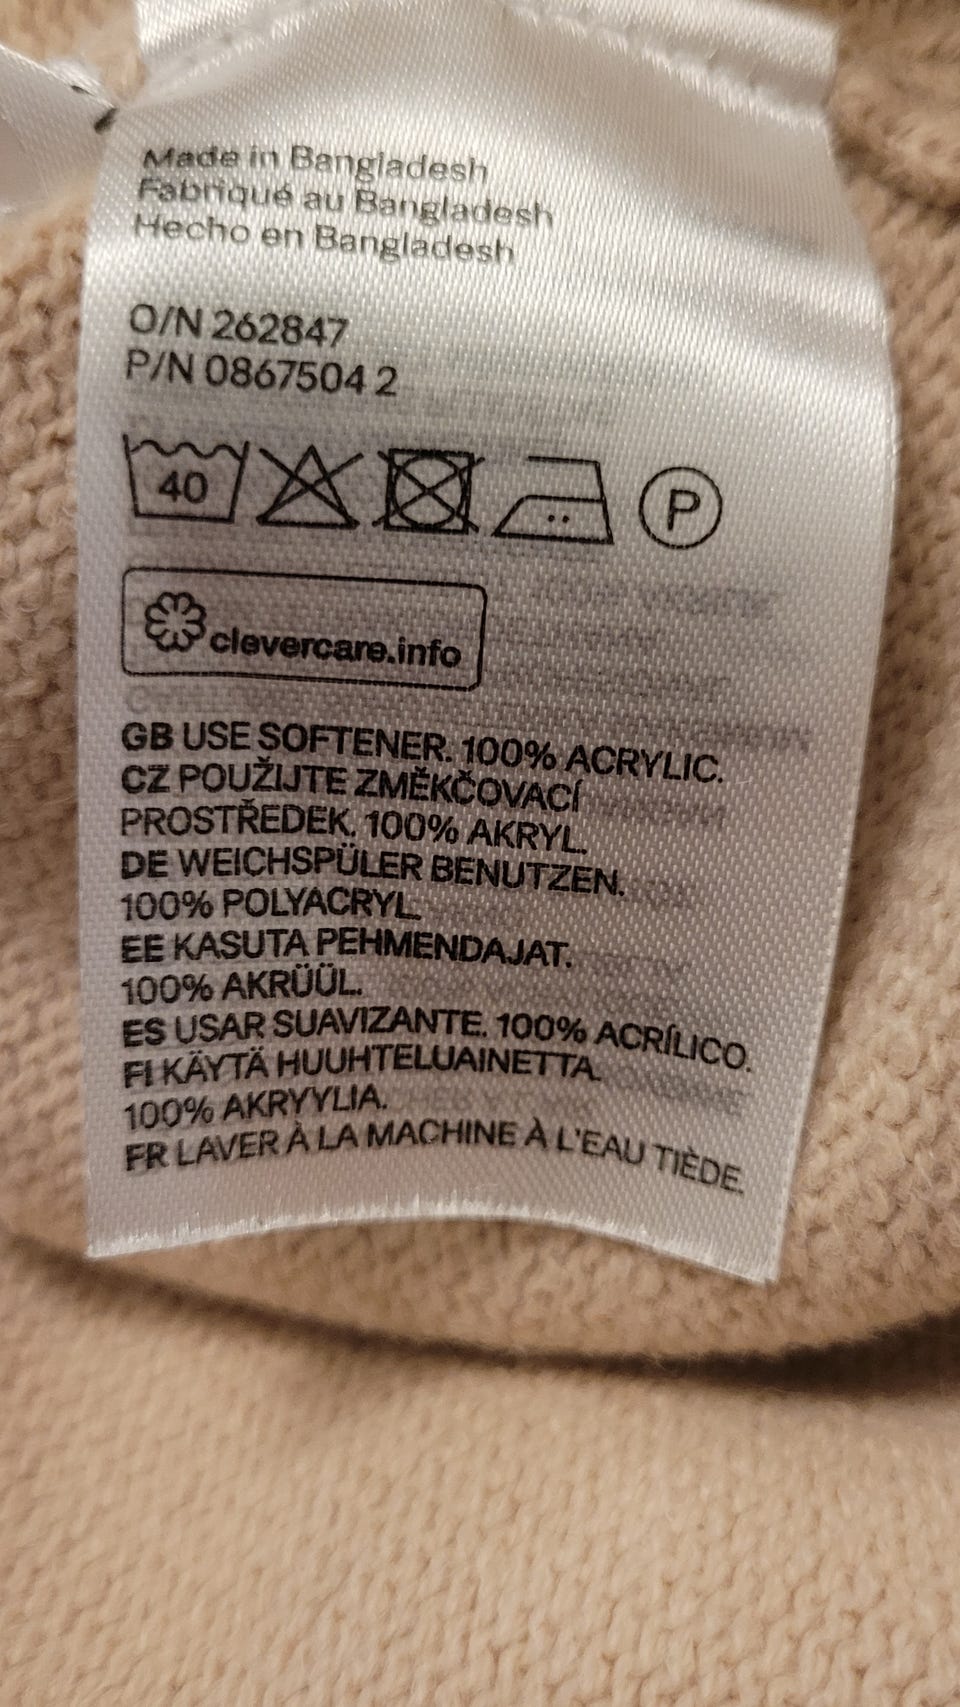 Made in Bangladesh
Fabriqué au Bangladesh
Hecho en Bangladesh
O/N 262847
P/N 0867504 2
40 P
clevercare.info
GB USE SOFTENER. 100% ACRYLIC.
CZ POUŽIJTE ZMĚKČOVACÍ
PROSTŘEDEK. 100% AKRYL.
DE WEICHSPÜLER BENUTZEN.
100% POLYACRYL.
EE KASUTA PEHMENDAJAT.
100% AKRÜÜL.
ES USAR SUAVIZANTE. 100% ACRÍLICO.
FI KÄYTÄ HUUHTELUAINETTA.
100% AKRYYLIA.
FR LAVER À LA MACHINE À L'EAU TIÈDE.